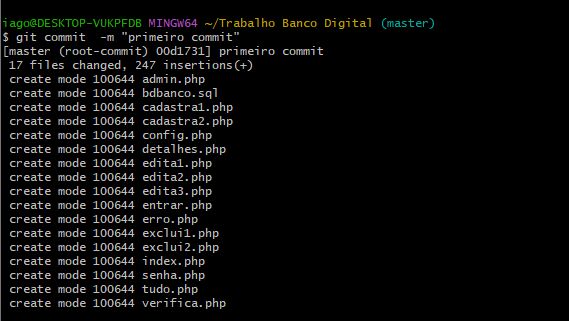 iago@DESKTOP-VUKPFDB MINGW64 ~/Trabalho Banco Digital (master)
$ git commit  -m "primeiro commit"
[master (root-commit) 00d1731] primeiro commit
 17 files changed, 247 insertions(+)
 create mode 100644 admin.php
 create mode 100644 bdbanco.sql
 create mode 100644 cadastra1.php
 create mode 100644 cadastra2.php
 create mode 100644 config.php
 create mode 100644 detalhes.php
 create mode 100644 edita1.php
 create mode 100644 edita2.php
 create mode 100644 edita3.php
 create mode 100644 entrar.php
 create mode 100644 erro.php
 create mode 100644 exclui1.php
 create mode 100644 exclui2.php
 create mode 100644 index.php
 create mode 100644 senha.php
 create mode 100644 tudo.php
 create mode 100644 verifica.php